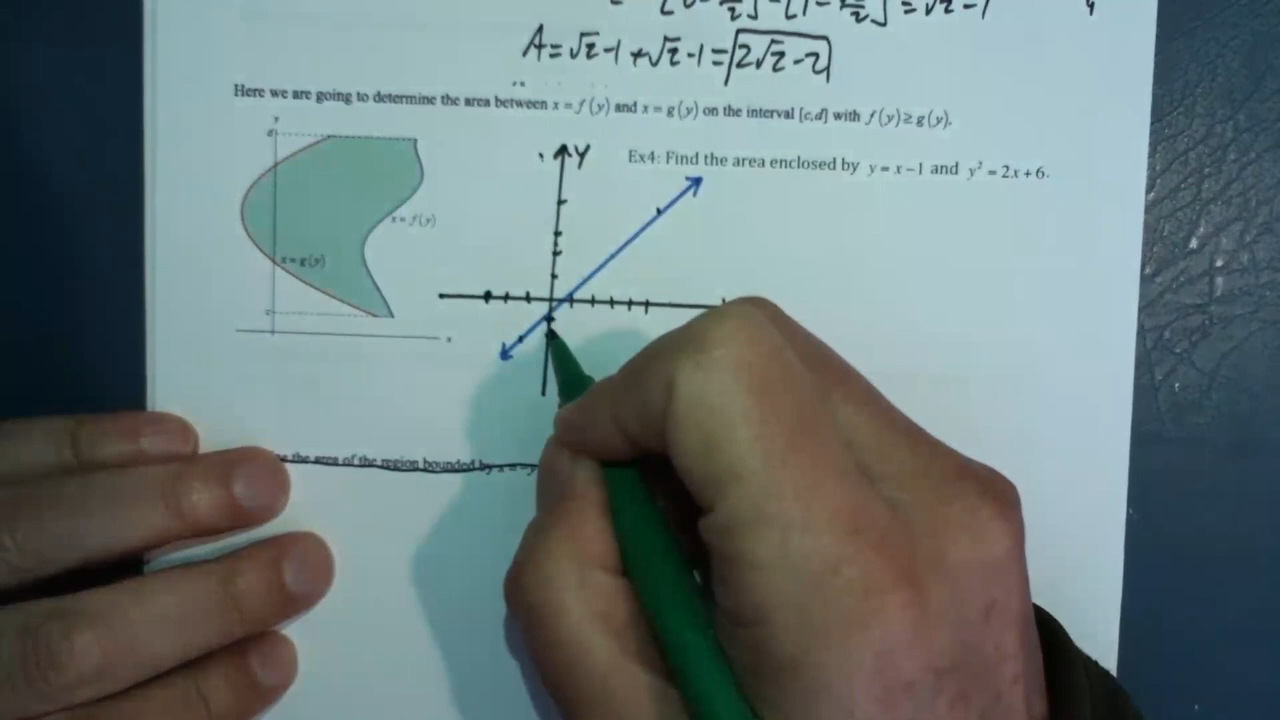 A=√2-1+√2-1=2√2-2
Here we are going to determine the area between x = f(y) and x = g(y) on the interval [c,d] with f(y)≥g(y).
y
d
x = f(y)
x = g(y)
c
x
Y
Ex4: Find the area enclosed by y = x – 1 and y² = 2x + 6.
the area of the region bounded by